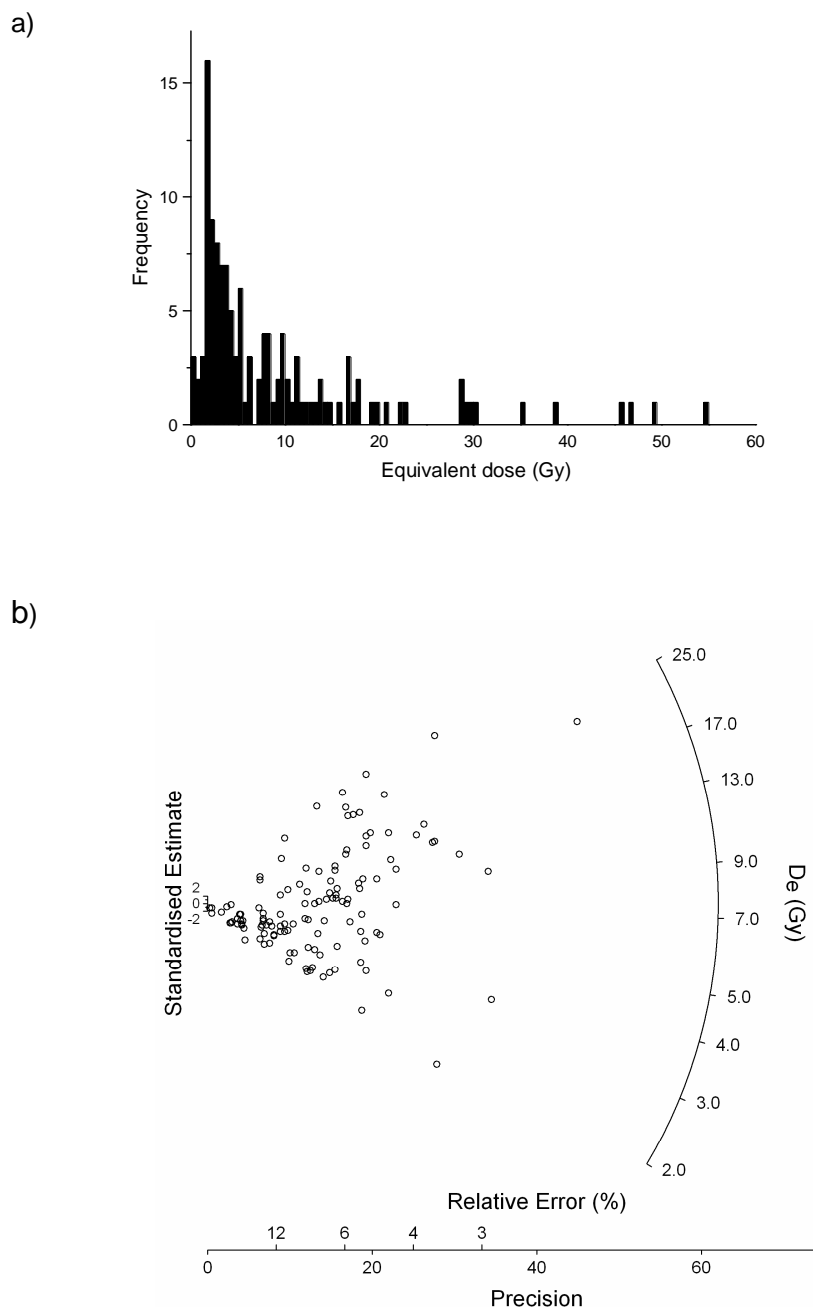 a)
15
10
5
0
Frequency
0 10 20 30 40 50 60
Equivalent dose (Gy)
b)
25.0
17.0
13.0
9.0
7.0
5.0
4.0
3.0
2.0
De (Gy)
Standardised Estimate
2
0
-2
Relative Error (%)
12 6 4 3
0 20 40 60
Precision